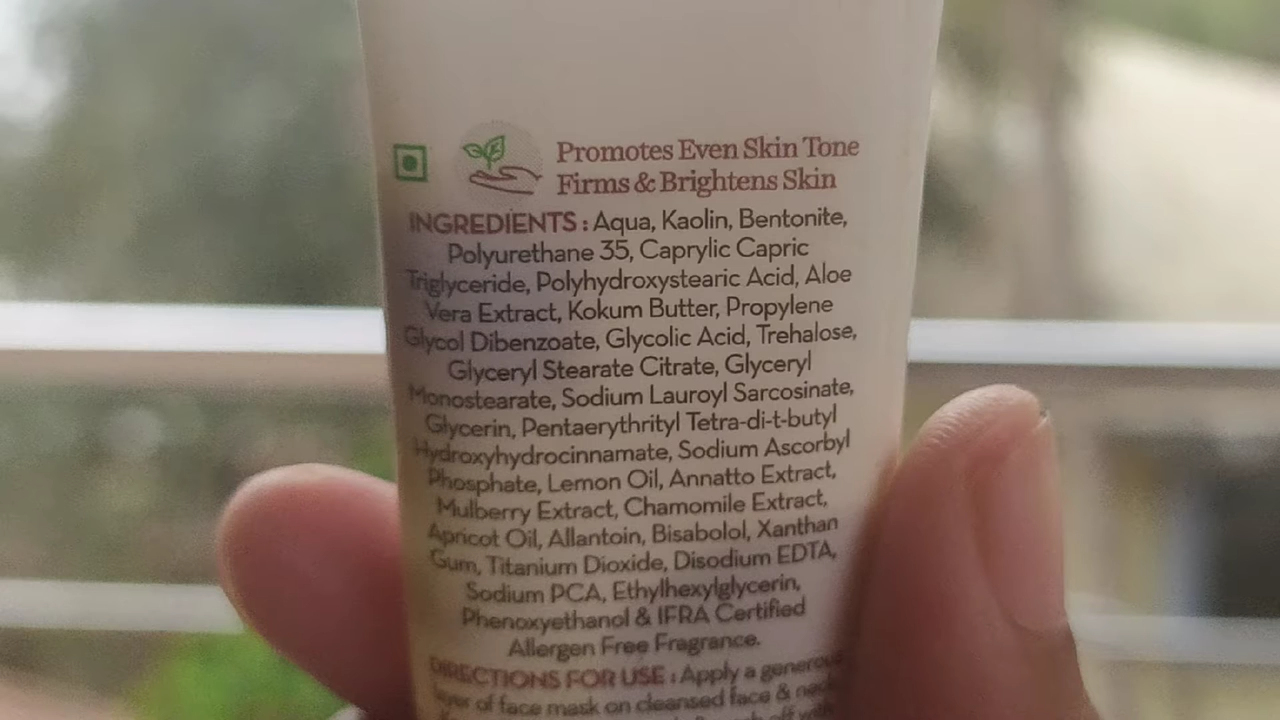 Promotes Even Skin Tone
Firms & Brightens Skin
INGREDIENTS : Aqua, Kaolin, Bentonite,
Polyurethane 35, Caprylic Capric
Triglyceride, Polyhydroxystearic Acid, Aloe
Vera Extract, Kokum Butter, Propylene
Glycol Dibenzoate, Glycolic Acid, Trehalose,
Glyceryl Stearate Citrate, Glyceryl
Monostearate, Sodium Lauroyl Sarcosinate,
Glycerin, Pentaerythrityl Tetra-di-t-butyl
Hydroxyhydrocinnamate, Sodium Ascorbyl
Phosphate, Lemon Oil, Annatto Extract,
Mulberry Extract, Chamomile Extract,
Apricot Oil, Allantoin, Bisabolol, Xanthan
Gum, Titanium Dioxide, Disodium EDTA,
Sodium PCA, Ethylhexylglycerin,
Phenoxyethanol & IFRA Certified
Allergen Free Fragrance.
DIRECTIONS FOR USE : Apply a generous
layer of face mask on cleansed face & neck